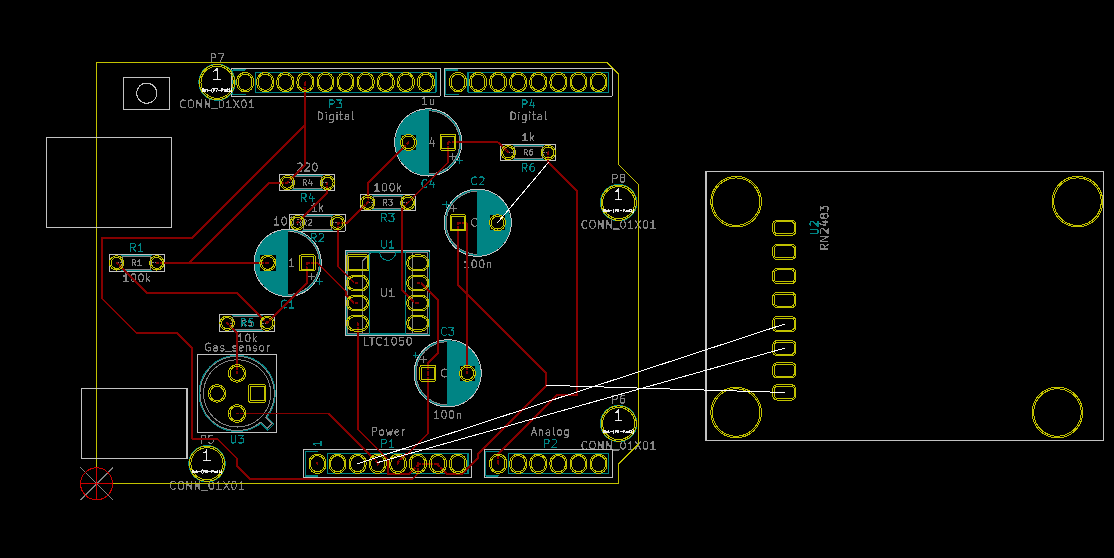 P7
1
CONN_01X01
P3
Digital
P4
Digital
1u
C4
1k
R6
R6
220
R4
R4
100k
R3
R3
C2
100n
P8
1
CONN_01X01
U2
RN2483
1k
R2
10
C1
R1
R1
100k
U1
U1
LTC1050
R5
10k
Gas_sensor
U3
C3
100n
P6
1
CONN_01X01
Power
P1
1
Analog
P2
P5
1
CONN_01X01